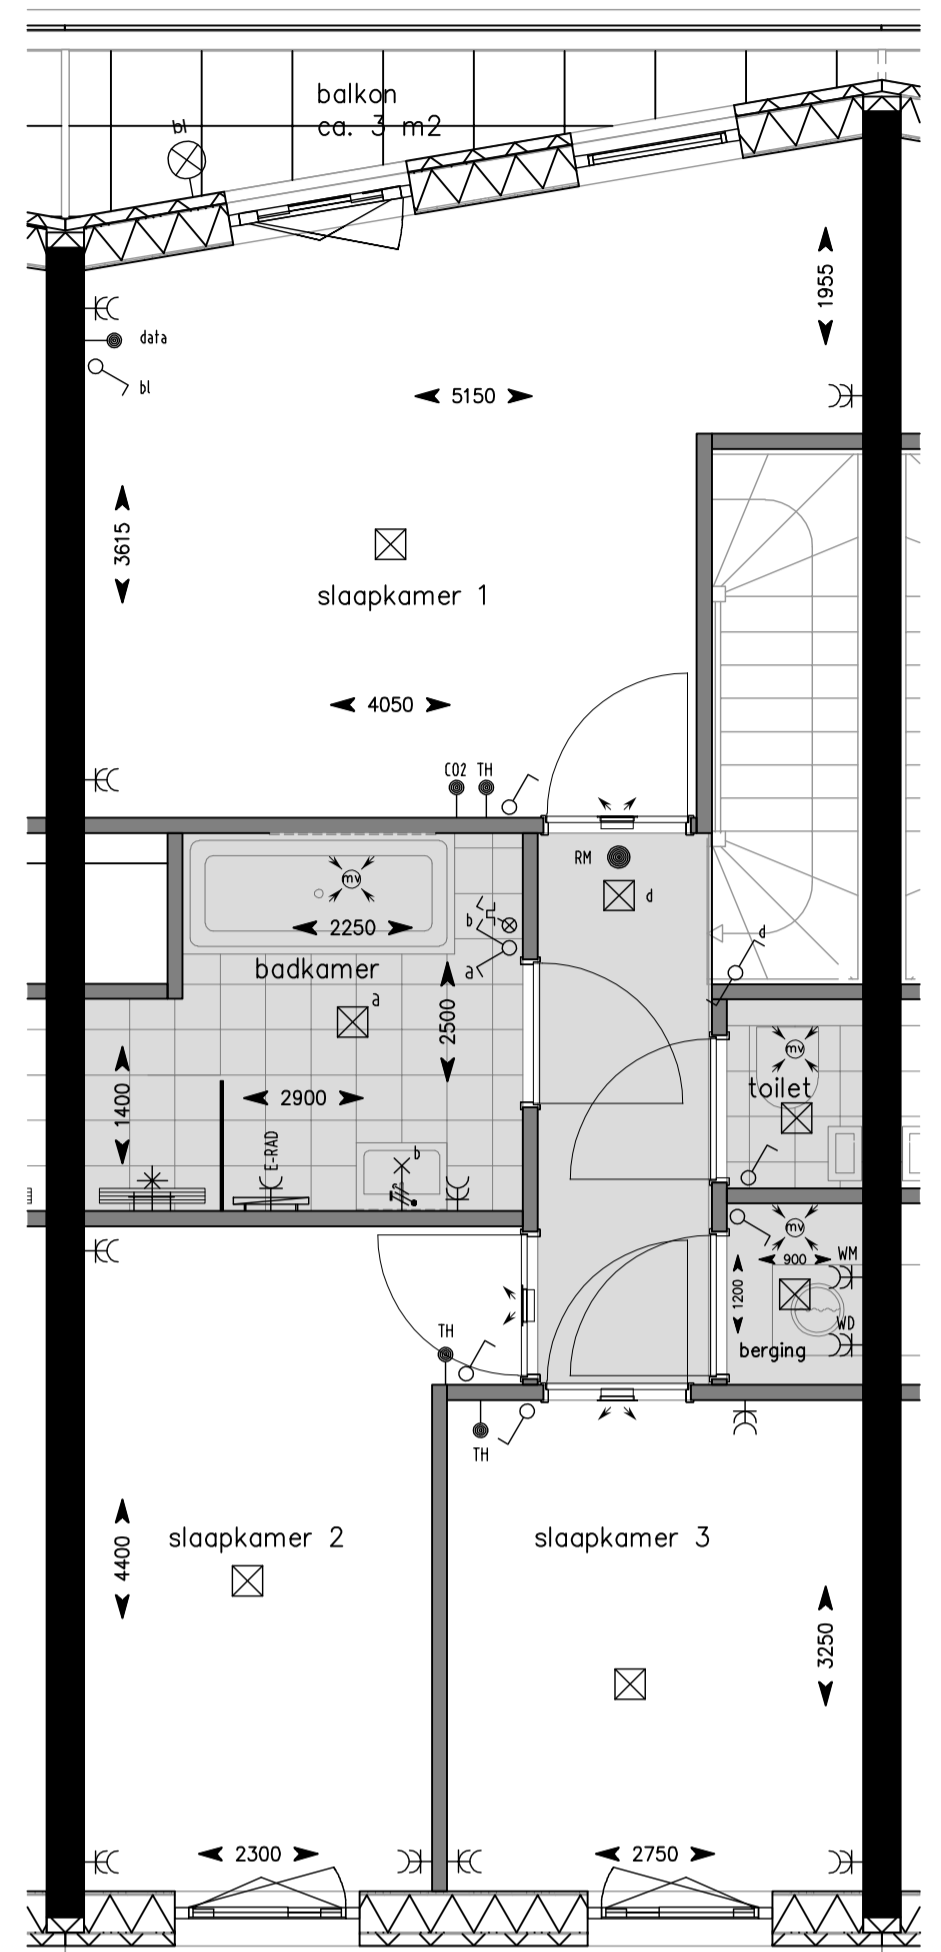 balkon
ca. 3 m2
bl
1955
data
bl
5150
3615
slaapkamer 1
4050
CO2 TH
RM
d
mv
b
2250
a
badkamer
d
a
2500
mv
toilet
1400
2900
E-RAD
b
mv
900
WM
1200
WD
berging
TH
TH
slaapkamer 2
slaapkamer 3
4400
3250
2300
2750